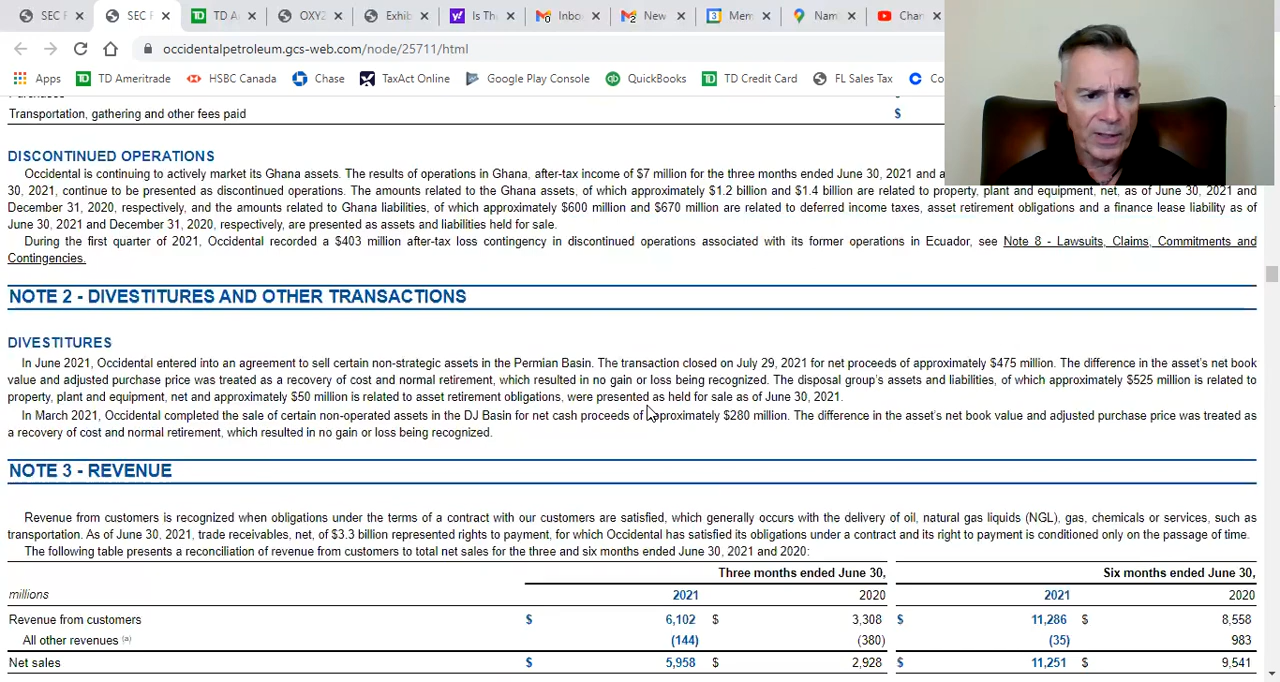 SEC F
SEC F
TD A
OXY2
Exhib
Is Th
Inbo
New
Mem
Nam
Char
occidentalpetroleum.gcs-web.com/node/25711/html
Apps
TD Ameritrade
HSBC Canada
Chase
TaxAct Online
Google Play Console
QuickBooks
TD Credit Card
FL Sales Tax
Co
Transportation, gathering and other fees paid $
DISCONTINUED OPERATIONS
Occidental is continuing to actively market its Ghana assets. The results of operations in Ghana, after-tax income of $7 million for the three months ended June 30, 2021 and a
30, 2021, continue to be presented as discontinued operations. The amounts related to the Ghana assets, of which approximately $1.2 billion and $1.4 billion are related to property, plant and equipment, net, as of June 30, 2021 and
December 31, 2020, respectively, and the amounts related to Ghana liabilities, of which approximately $600 million and $670 million are related to deferred income taxes, asset retirement obligations and a finance lease liability as of
June 30, 2021 and December 31, 2020, respectively, are presented as assets and liabilities held for sale.
During the first quarter of 2021, Occidental recorded a $403 million after-tax loss contingency in discontinued operations associated with its former operations in Ecuador, see Note 8 - Lawsuits, Claims, Commitments and
Contingencies.
NOTE 2 - DIVESTITURES AND OTHER TRANSACTIONS
DIVESTITURES
In June 2021, Occidental entered into an agreement to sell certain non-strategic assets in the Permian Basin. The transaction closed on July 29, 2021 for net proceeds of approximately $475 million. The difference in the asset's net book
value and adjusted purchase price was treated as a recovery of cost and normal retirement, which resulted in no gain or loss being recognized. The disposal group's assets and liabilities, of which approximately $525 million is related to
property, plant and equipment, net and approximately $50 million is related to asset retirement obligations, were presented as held for sale as of June 30, 2021.
In March 2021, Occidental completed the sale of certain non-operated assets in the DJ Basin for net cash proceeds of approximately $280 million. The difference in the asset's net book value and adjusted purchase price was treated as
a recovery of cost and normal retirement, which resulted in no gain or loss being recognized.
NOTE 3 - REVENUE
Revenue from customers is recognized when obligations under the terms of a contract with our customers are satisfied, which generally occurs with the delivery of oil, natural gas liquids (NGL), gas, chemicals or services, such as
transportation. As of June 30, 2021, trade receivables, net, of $3.3 billion represented rights to payment, for which Occidental has satisfied its obligations under a contract and its right to payment is conditioned only on the passage of time.
The following table presents a reconciliation of revenue from customers to total net sales for the three and six months ended June 30, 2021 and 2020:
Three months ended June 30, Six months ended June 30,
millions 2021 2020 2021 2020
Revenue from customers $ 6,102 $ 3,308 $ 11,286 $ 8,558
All other revenues (a) (144) (380) (35) 983
Net sales $ 5,958 $ 2,928 $ 11,251 $ 9,541